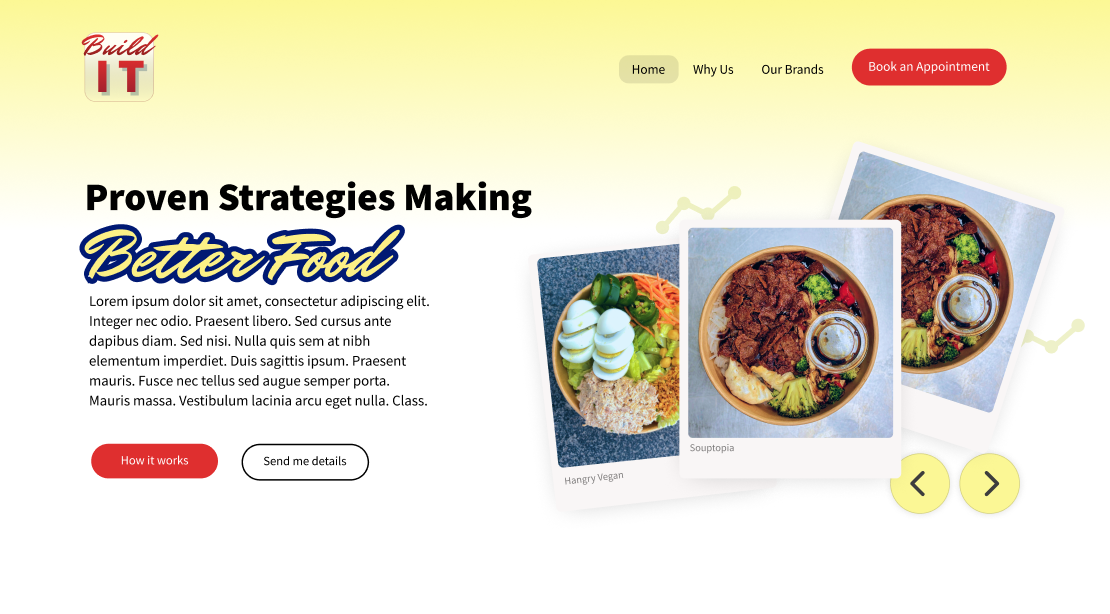 Build
IT
Home
Why Us
Our Brands
Book an Appointment
Proven Strategies Making
Better Food
Lorem ipsum dolor sit amet, consectetur adipiscing elit.
Integer nec odio. Praesent libero. Sed cursus ante
dapibus diam. Sed nisi. Nulla quis sem at nibh
elementum imperdiet. Duis sagittis ipsum. Praesent
mauris. Fusce nec tellus sed augue semper porta.
Mauris massa. Vestibulum lacinia arcu eget nulla. Class.
How it works
Send me details
Hangry Vegan
Souptopia